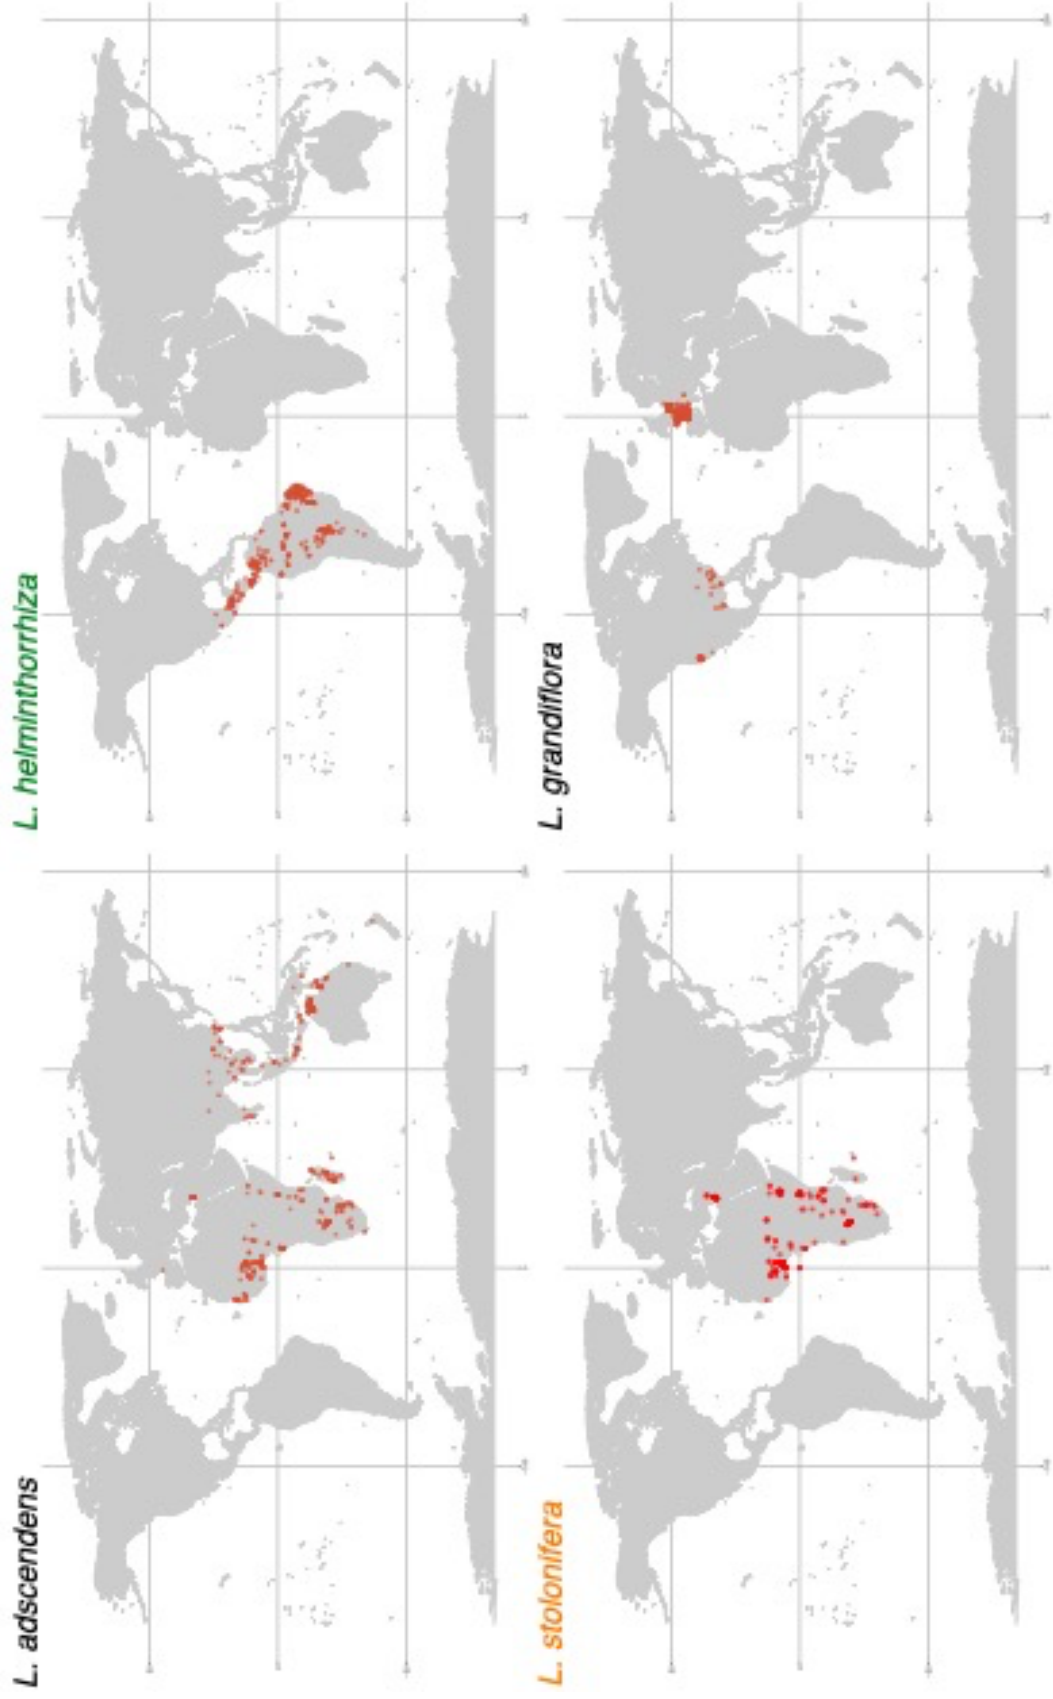 L. adscendens
L. helminthorrhiza
L. stolonifera
L. grandiflora